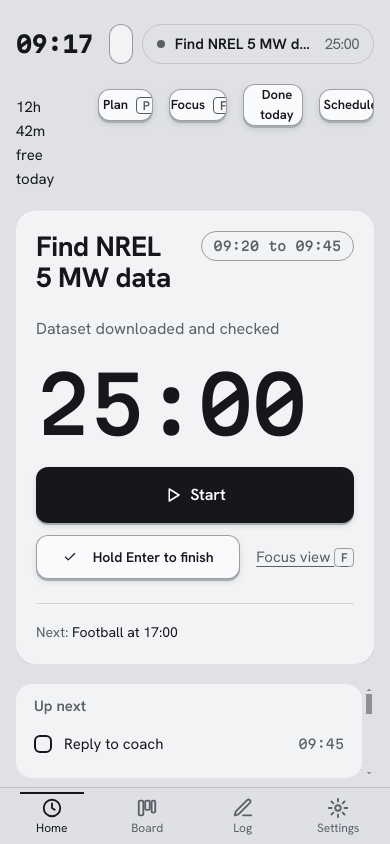 09:17
Find NREL 5 MW d... 25:00
12h
42m
free
today
Plan P
Focus F
Done
today
Schedule
Find NREL
5 MW data
09:20 to 09:45
Dataset downloaded and checked
25:00
Start
Hold Enter to finish
Focus view F
Next: Football at 17:00
Up next
Reply to coach 09:45
Home Board Log Settings